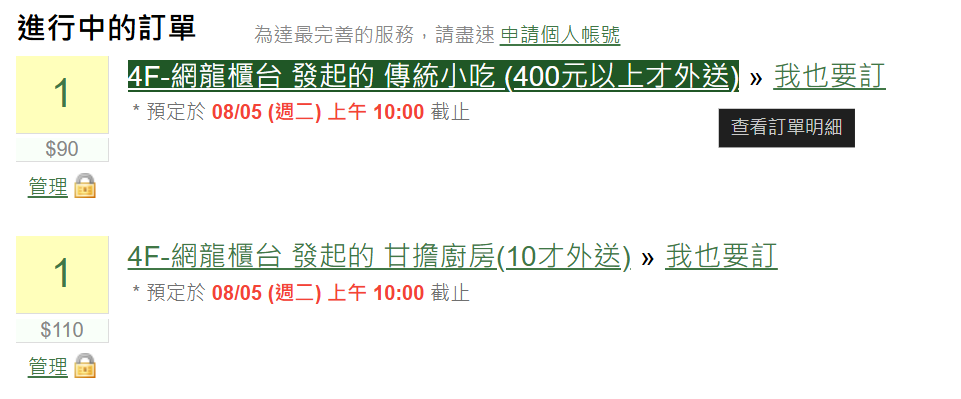 進行中的訂單 為達最完善的服務，請盡速 申請個人帳號
1
4F-網龍櫃台 發起的 傳統小吃 (400元以上才外送) » 我也要訂
* 預定於 08/05 (週二) 上午 10:00 截止
查看訂單明細
$90
管理
1
4F-網龍櫃台 發起的 甘擔廚房(10才外送) » 我也要訂
* 預定於 08/05 (週二) 上午 10:00 截止
$110
管理